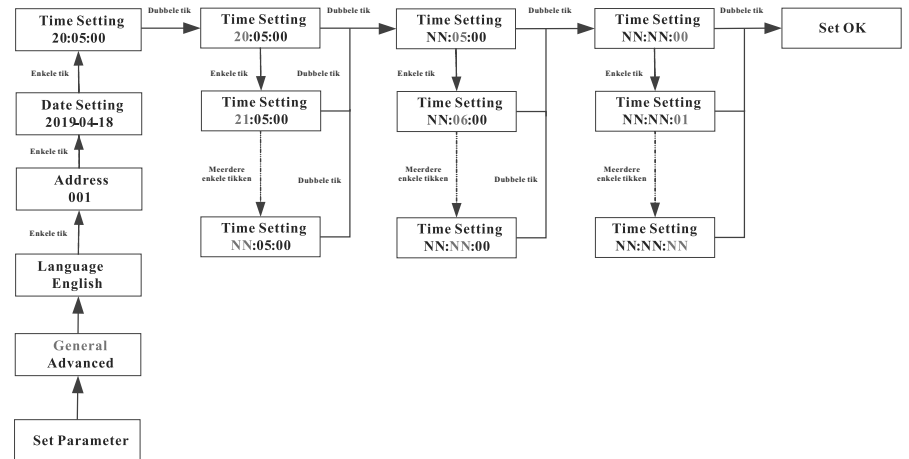 Time Setting
20:05:00
Dubbele tik
Time Setting
20:05:00
Dubbele tik
Time Setting
NN:05:00
Dubbele tik
Time Setting
NN:NN:00
Dubbele tik
Set OK
Enkele tik
Enkele tik
Dubbele tik
Enkele tik
Enkele tik
Date Setting
2019-04-18
Time Setting
21:05:00
Time Setting
NN:06:00
Time Setting
NN:NN:01
Enkele tik
Address
001
Meerdere
enkele tikken
Dubbele tik
Meerdere
enkele tikken
Dubbele tik
Meerdere
enkele tikken
Time Setting
NN:05:00
Time Setting
NN:NN:00
Time Setting
NN:NN:NN
Enkele tik
Language
English
General
Advanced
Set Parameter